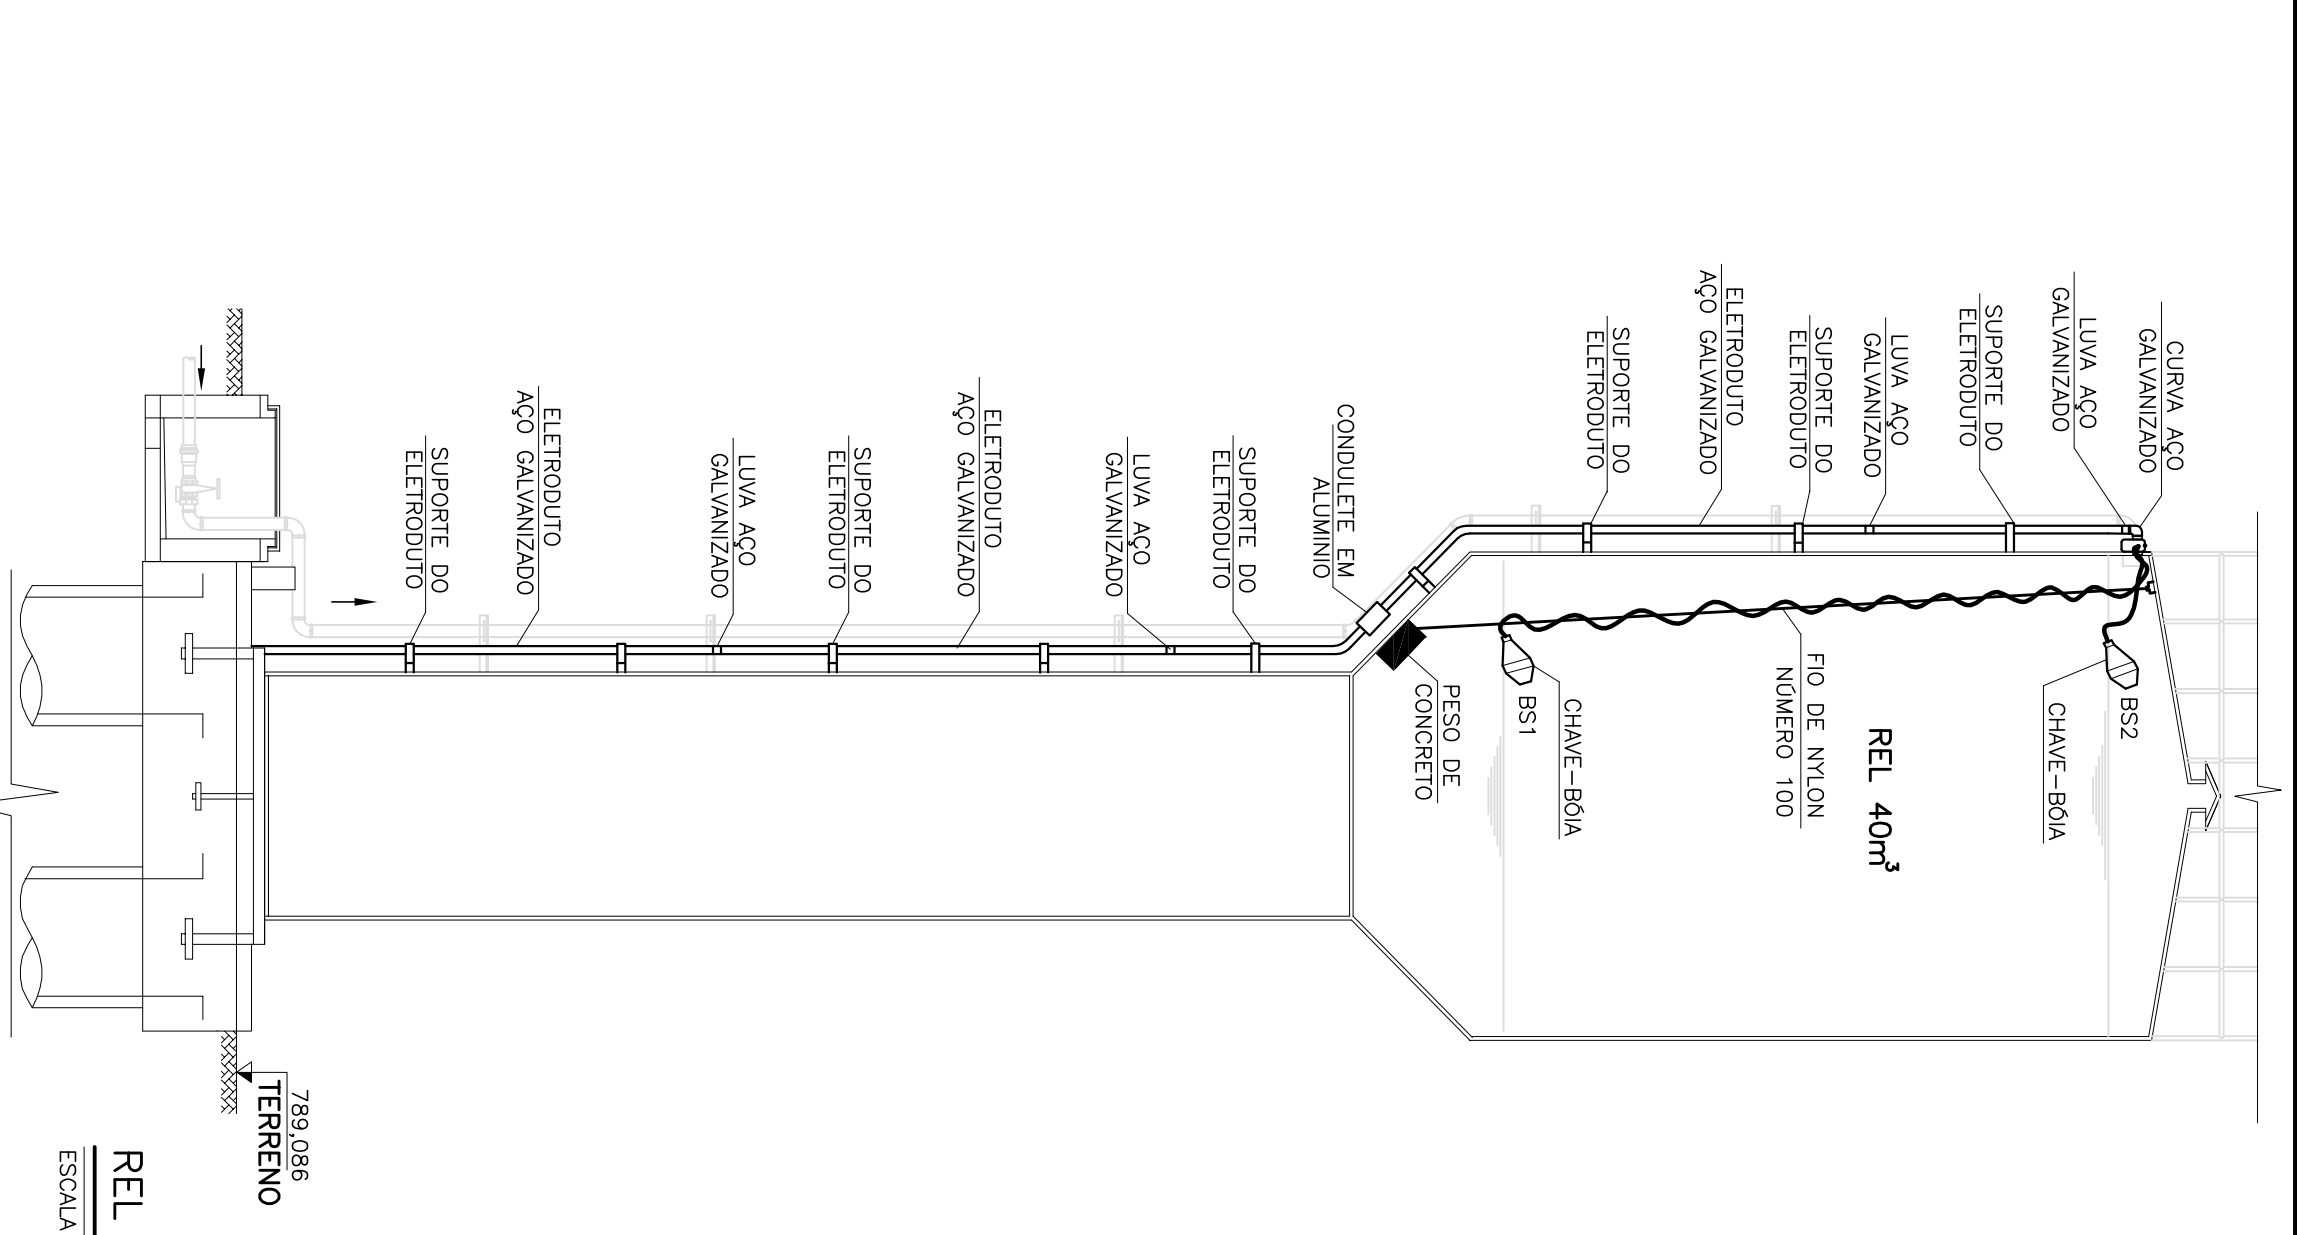 CURVA AÇO
GALVANIZADO
LUVA AÇO
GALVANIZADO
SUPORTE DO
ELETRODUTO
LUVA AÇO
GALVANIZADO
SUPORTE DO
ELETRODUTO
ELETRODUTO
AÇO GALVANIZADO
SUPORTE DO
ELETRODUTO
CONDULETE EM
ALUMINIO
SUPORTE DO
ELETRODUTO
LUVA AÇO
GALVANIZADO
ELETRODUTO
AÇO GALVANIZADO
SUPORTE DO
ELETRODUTO
LUVA AÇO
GALVANIZADO
ELETRODUTO
AÇO GALVANIZADO
SUPORTE DO
ELETRODUTO
BS2
CHAVE-BÓIA
REL 40m³
FIO DE NYLON
NÚMERO 100
CHAVE-BÓIA
BS1
PESO DE
CONCRETO
789,086
TERRENO
REL
ESCALA